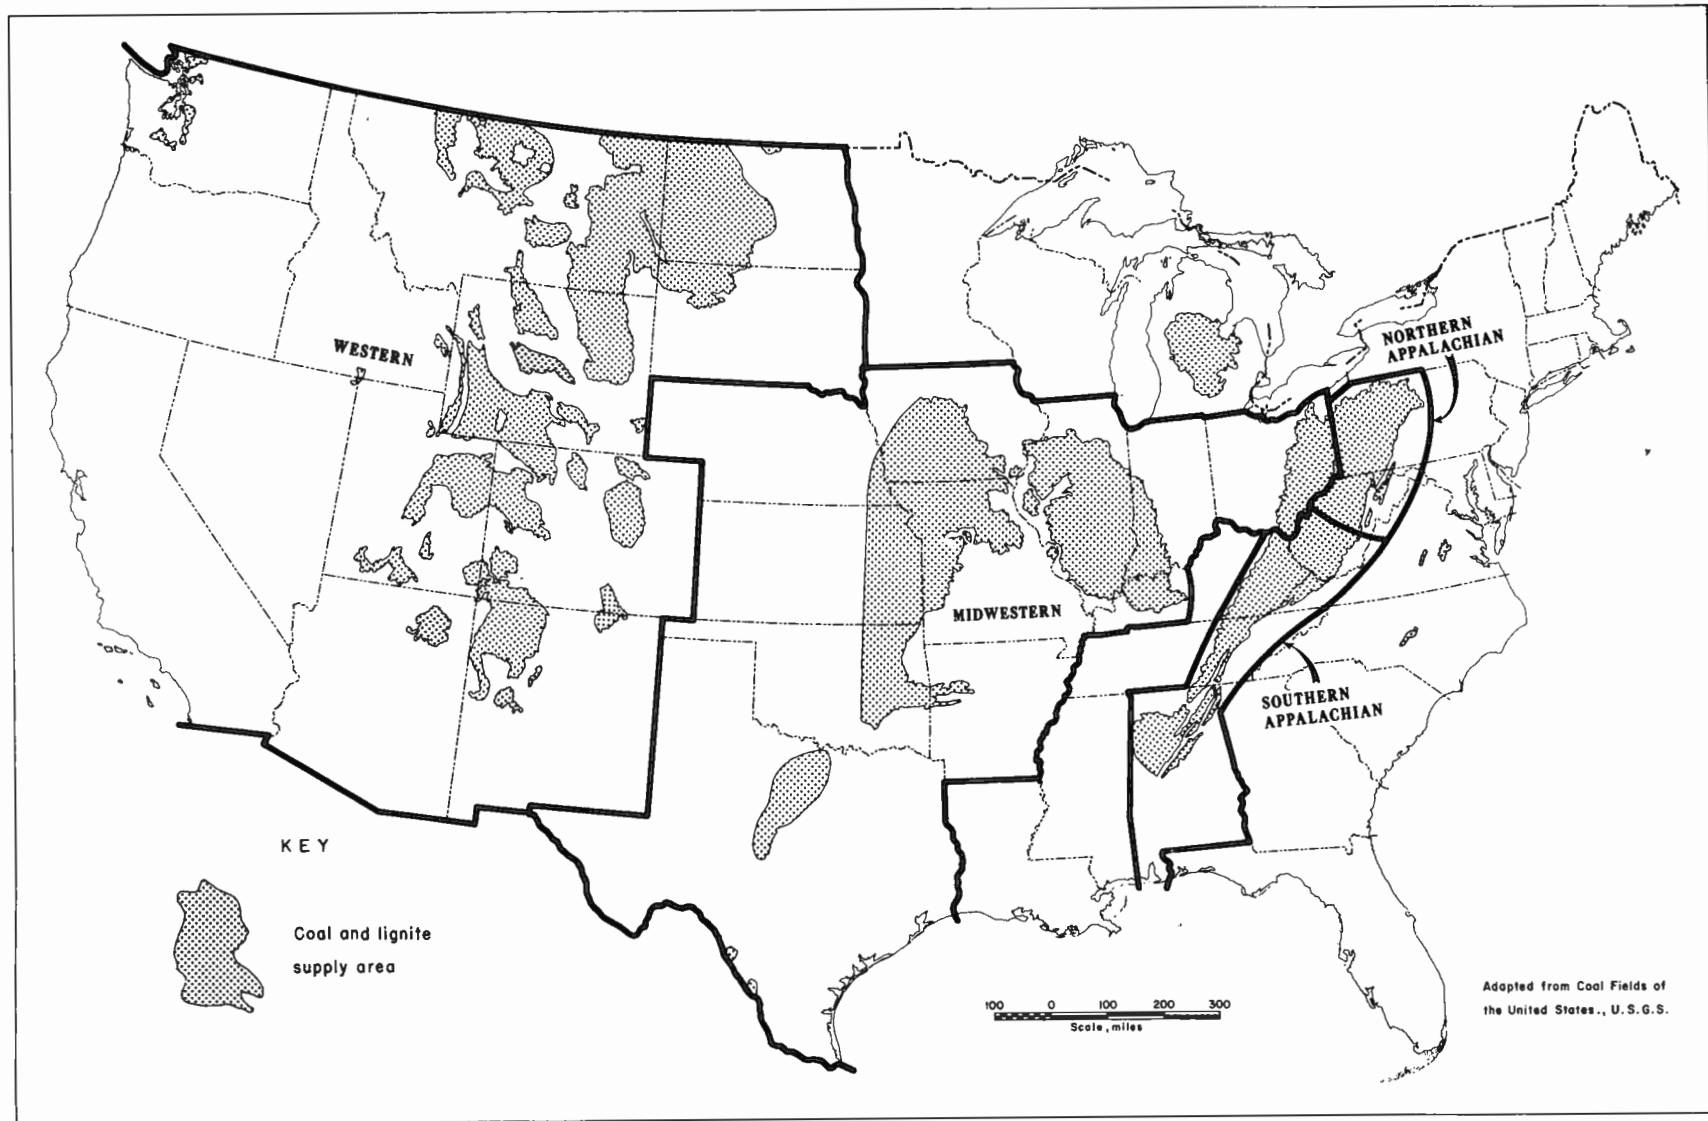 NORTHERN
APPALACHIAN
WESTERN
MIDWESTERN
SOUTHERN
APPALACHIAN
KEY
Coal and lignite
supply area
100 0 100 200 300
Scale, miles
Adapted from Coal Fields of
the United States., U.S.G.S.